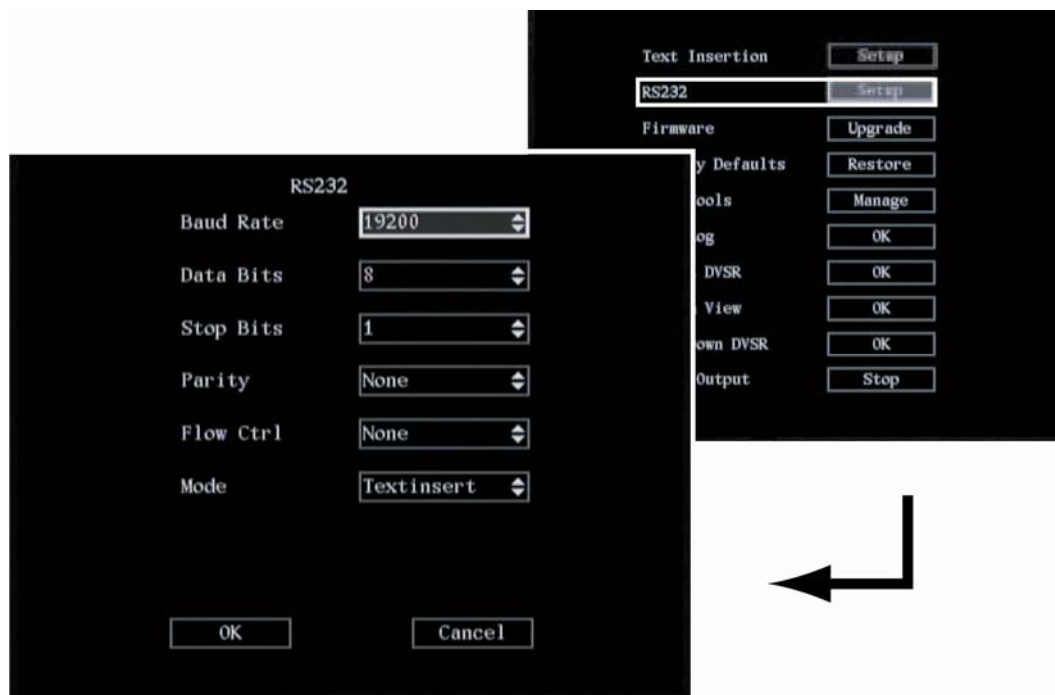 Text Insertion Setup
RS232 Setup
Firmware Upgrade
y Defaults Restore
ools Manage
og OK
DVSR OK
View OK
own DVSR OK
Output Stop
RS232
Baud Rate 19200
Data Bits 8
Stop Bits 1
Parity None
Flow Ctrl None
Mode Textinsert
OK Cancel